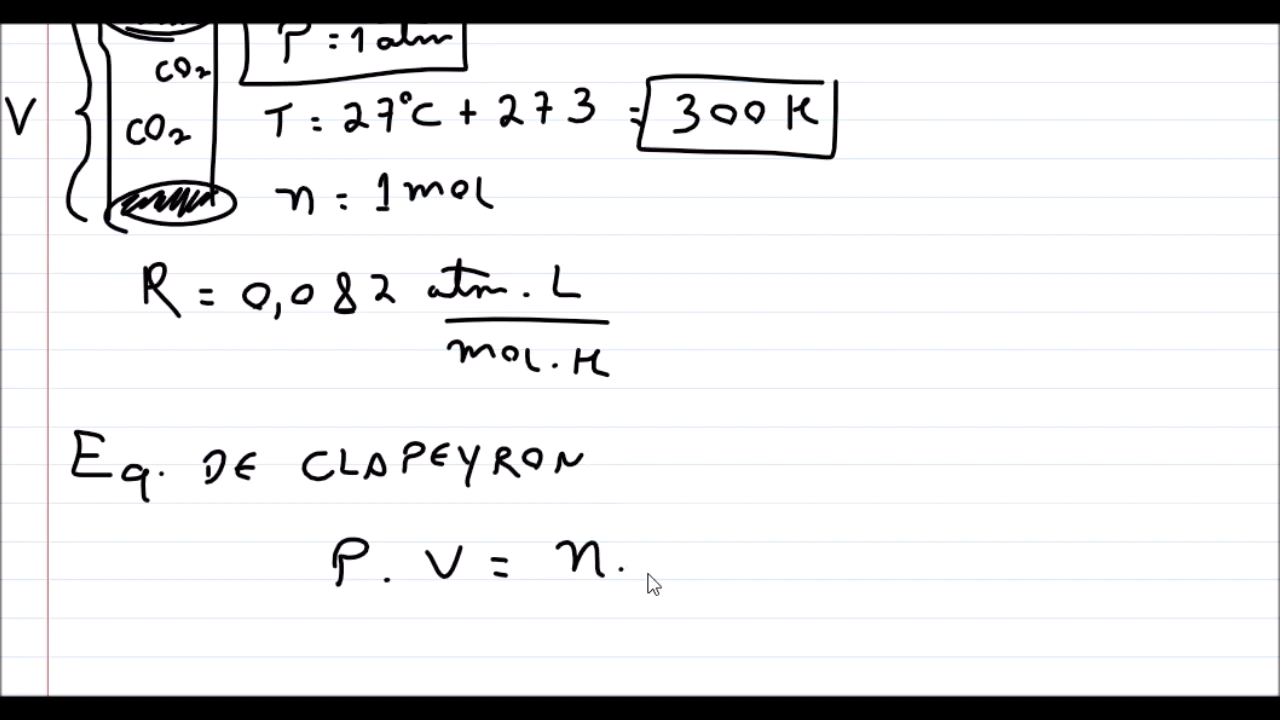 P = 1 atm
CO₂
V CO₂ T = 27°C + 273 = 300 K
n = 1 mol
R = 0,082 atm . L
mol . K
Eq. DE CLAPEYRON
P . V = n .